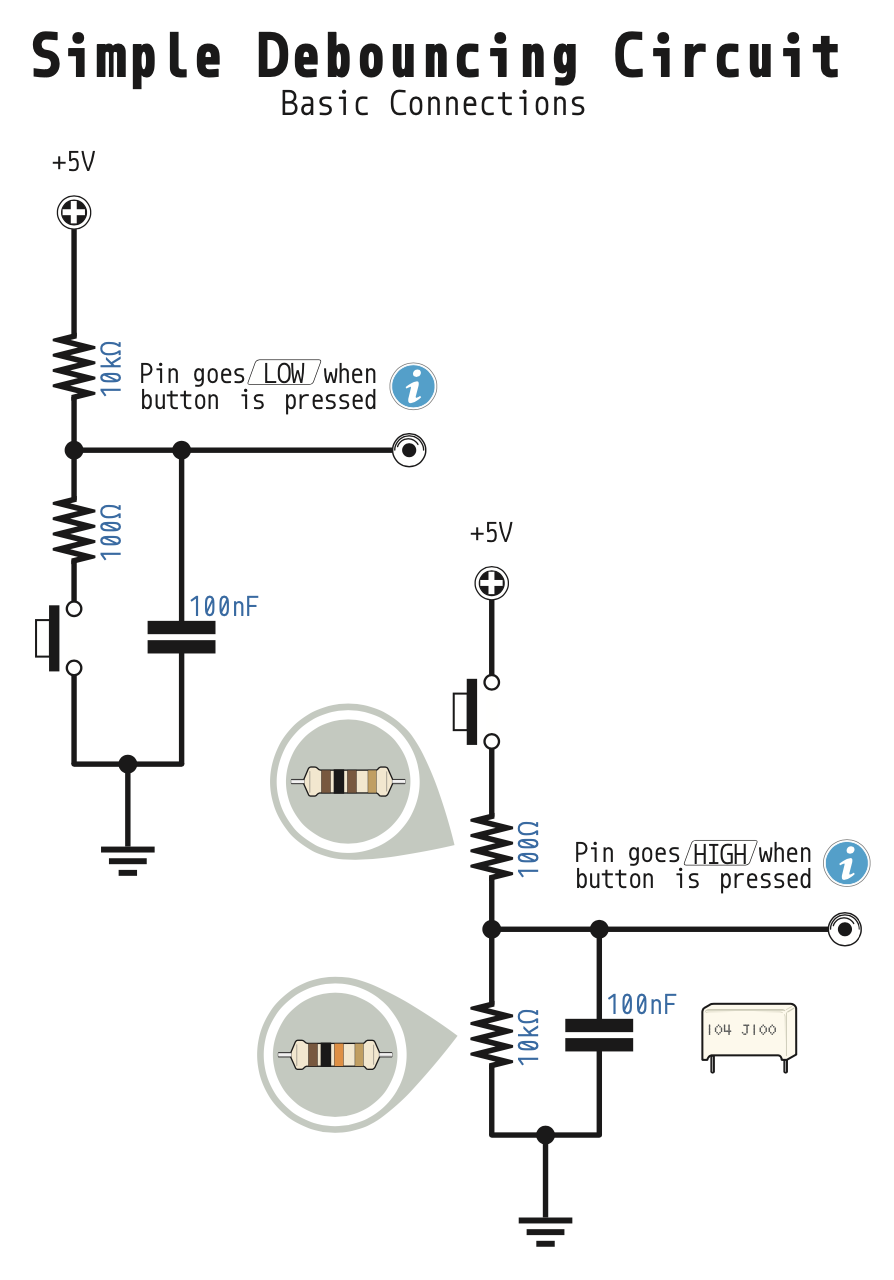 Simple Debouncing Circuit
Basic Connections
+5V
10kΩ
Pin goes LOW when
button is pressed
i
100Ω
100nF
+5V
100Ω
Pin goes HIGH when
button is pressed
i
10kΩ
100nF
104 J100